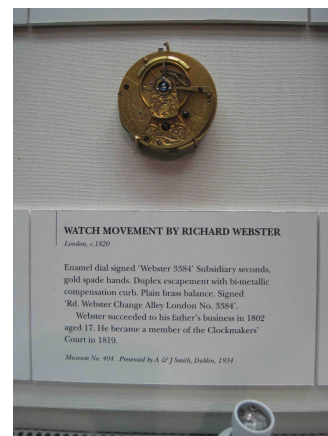 WATCH MOVEMENT BY RICHARD WEBSTER
London, c.1820
Enamel dial signed ‘Webster 3384’ Subsidiary seconds,
gold spade hands. Duplex escapement with bi-metallic
compensation curb. Plain brass balance. Signed
‘Rd. Webster Change Alley London No. 3384’.
Webster succeeded to his father’s business in 1802
aged 17. He became a member of the Clockmakers’
Court in 1819.
Museum No. 404. Presented by A & J Smith, Dublin, 1934